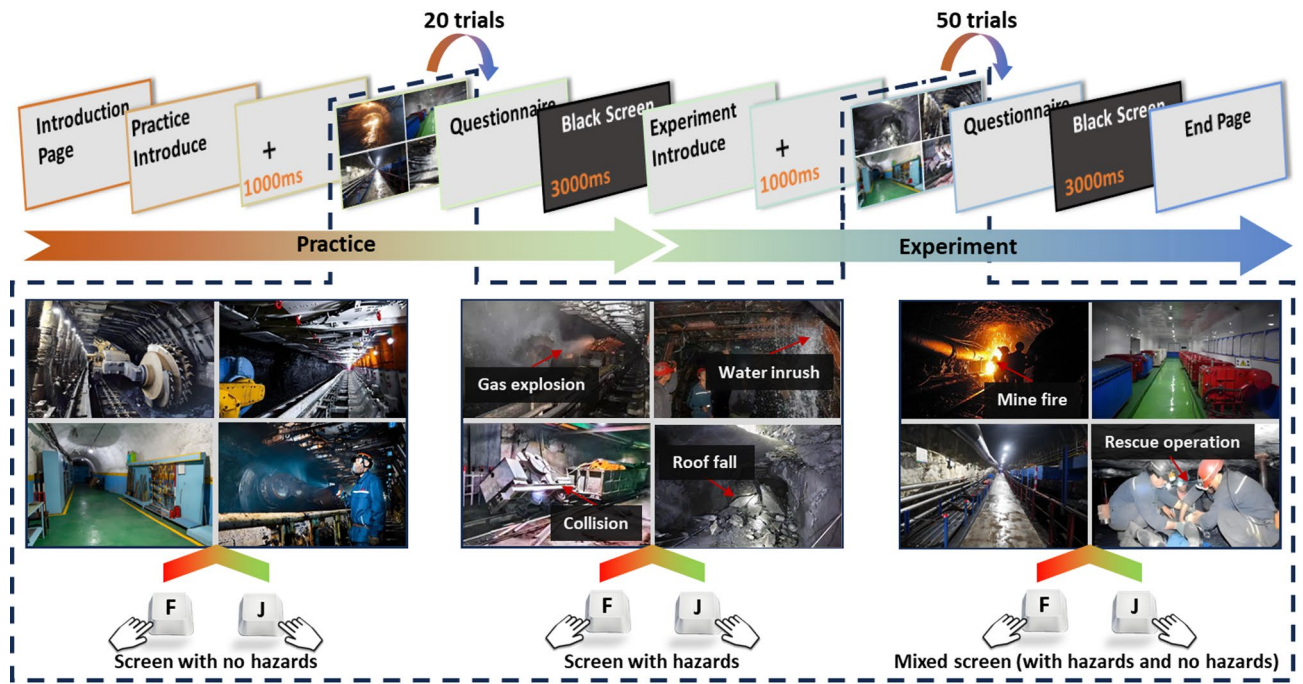 20 trials
50 trials
Introduction
Page
Practice
Introduce
+
1000ms
Questionnaire
Black Screen
3000ms
Experiment
Introduce
+
1000ms
Questionnaire
Black Screen
3000ms
End Page
Practice
Experiment
Gas explosion
Water inrush
Collision
Roof fall
Mine fire
Rescue operation
F
J
F
J
F
J
Screen with no hazards
Screen with hazards
Mixed screen (with hazards and no hazards)